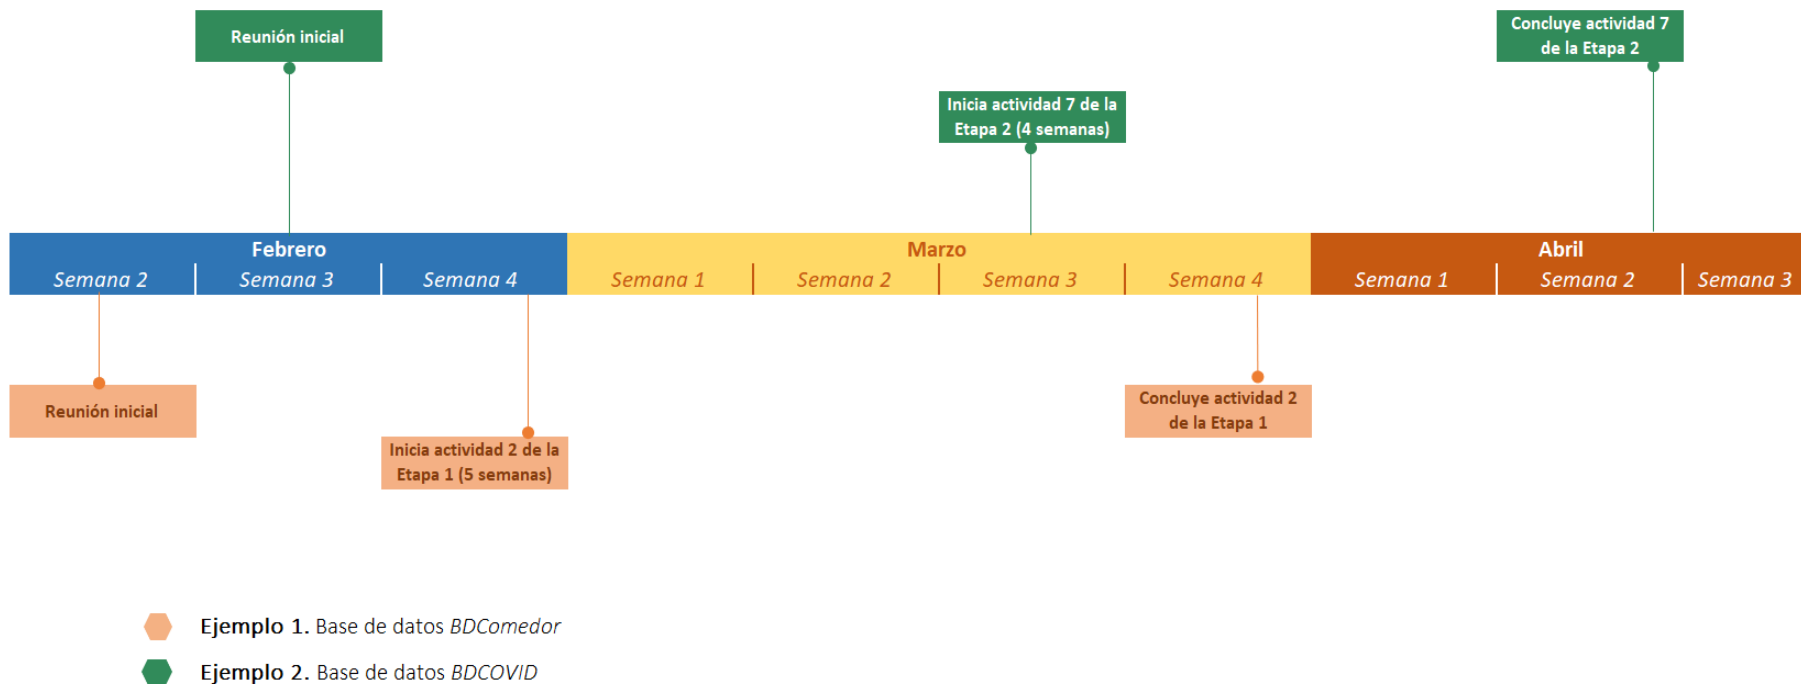 Reunión inicial
Concluye actividad 7
de la Etapa 2
Inicia actividad 7 de la
Etapa 2 (4 semanas)
Febrero
Marzo
Abril
Semana 2
Semana 3
Semana 4
Semana 1
Semana 2
Semana 3
Semana 4
Semana 1
Semana 2
Semana 3
Reunión inicial
Concluye actividad 2
de la Etapa 1
Inicia actividad 2 de la
Etapa 1 (5 semanas)
Ejemplo 1. Base de datos BDComedor
Ejemplo 2. Base de datos BDCOVID